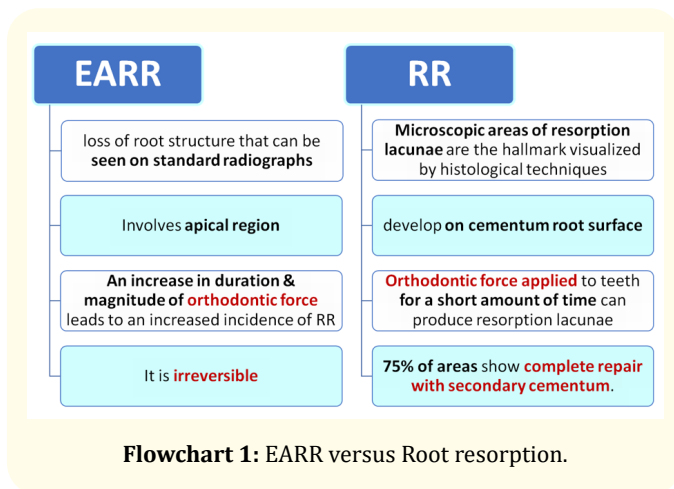 EARR
loss of root structure that can be
seen on standard radiographs
Involves apical region
An increase in duration &
magnitude of orthodontic force
leads to an increased incidence of RR
It is irreversible
RR
Microscopic areas of resorption
lacunae are the hallmark visualized
by histological techniques
develop on cementum root surface
Orthodontic force applied to teeth
for a short amount of time can
produce resorption lacunae
75% of areas show complete repair
with secondary cementum.
Flowchart 1: EARR versus Root resorption.